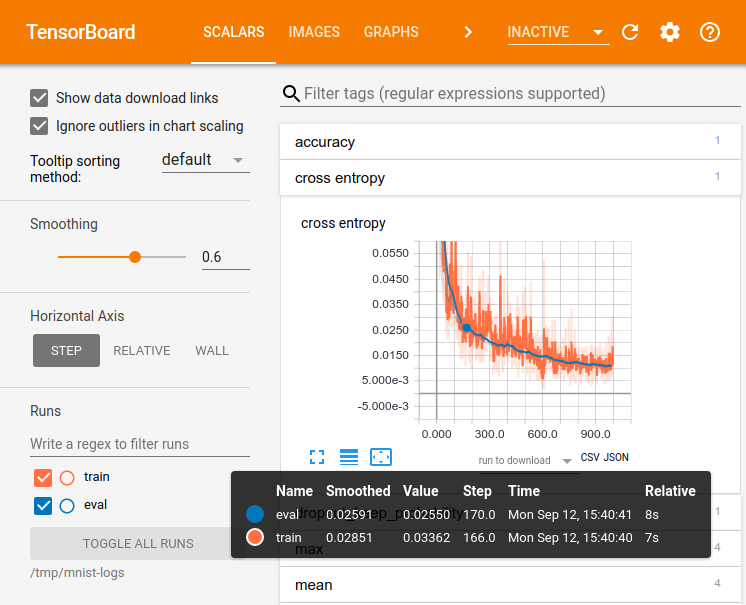 TensorBoard SCALARS IMAGES GRAPHS INACTIVE
Show data download links
Ignore outliers in chart scaling
Tooltip sorting method: default
Smoothing
0.6
Horizontal Axis
STEP RELATIVE WALL
Runs
Write a regex to filter runs
train
eval
TOGGLE ALL RUNS
/tmp/mnist-logs
Filter tags (regular expressions supported)
accuracy 1
cross entropy 1
cross entropy
0.0550
0.0450
0.0350
0.0250
0.0150
5.000e-3
-5.000e-3
0.000 300.0 600.0 900.0
run to download CSV JSON
Name Smoothed Value Step Time Relative
eval 0.02591 0.02550 170.0 Mon Sep 12, 15:40:41 8s
train 0.02851 0.03362 166.0 Mon Sep 12, 15:40:40 7s
1
max 4
mean 4